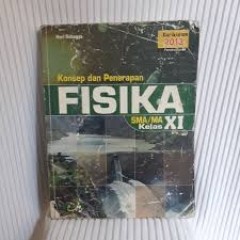 Kurikulum
2013
Konsep dan Penerapan
FISIKA
SMA/MA
Kelas XI